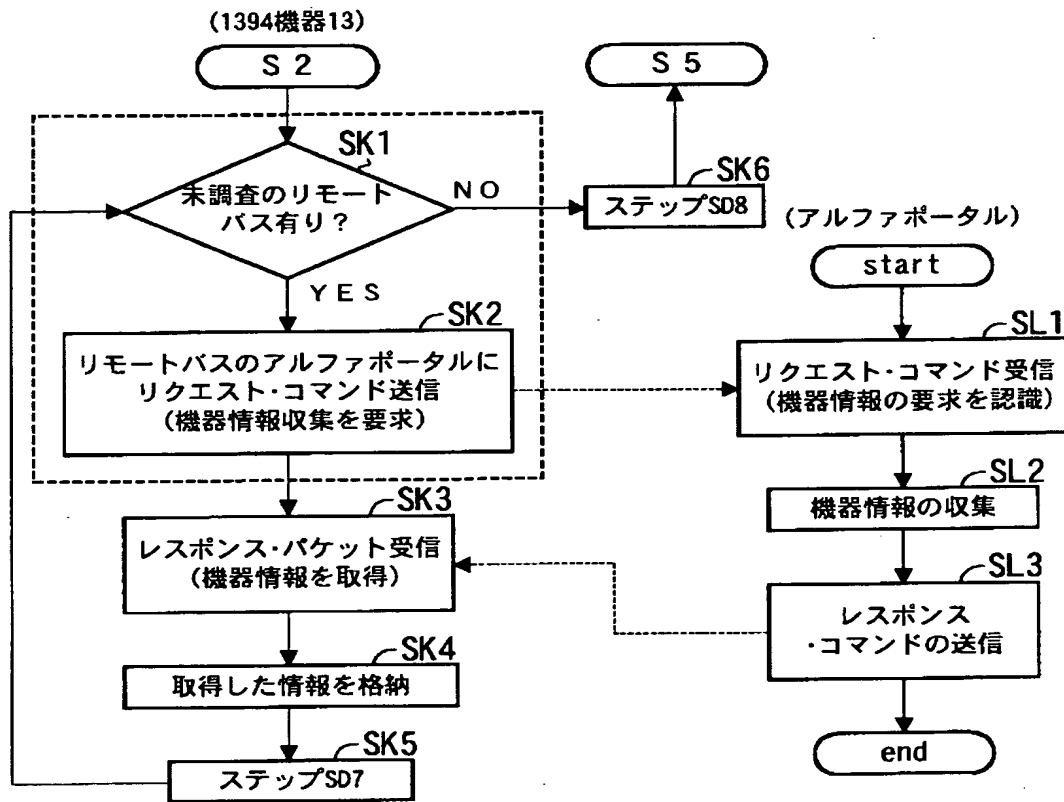 (1394機器13)
S 2
S 5
SK1
未調査のリモート
バス有り？
NO
SK6
ステップSD8
YES
(アルファポータル)
start
SK2
リモートバスのアルファポータルに
リクエスト・コマンド送信
(機器情報収集を要求)
SL1
リクエスト・コマンド受信
(機器情報の要求を認識)
SL2
機器情報の収集
SK3
レスポンス・パケット受信
(機器情報を取得)
SL3
レスポンス
・コマンドの送信
SK4
取得した情報を格納
SK5
ステップSD7
end